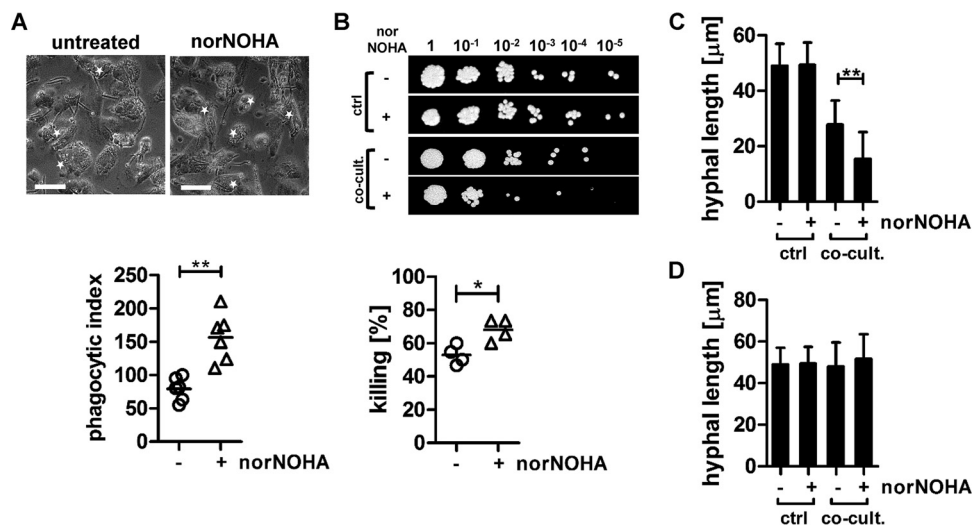 A
untreated
norNOHA
B
nor
NOHA
1 10-1 10-2 10-3 10-4 10-5
ctrl
-
+
co-cult.
-
+
phagocytic index
250
200
150
100
50
0
**
- + norNOHA
killing [%]
100
80
60
40
20
0
*
- + norNOHA
C
hyphal length [μm]
60
40
20
0
**
- + - + norNOHA
ctrl co-cult.
D
hyphal length [μm]
80
60
40
20
0
- + - + norNOHA
ctrl co-cult.